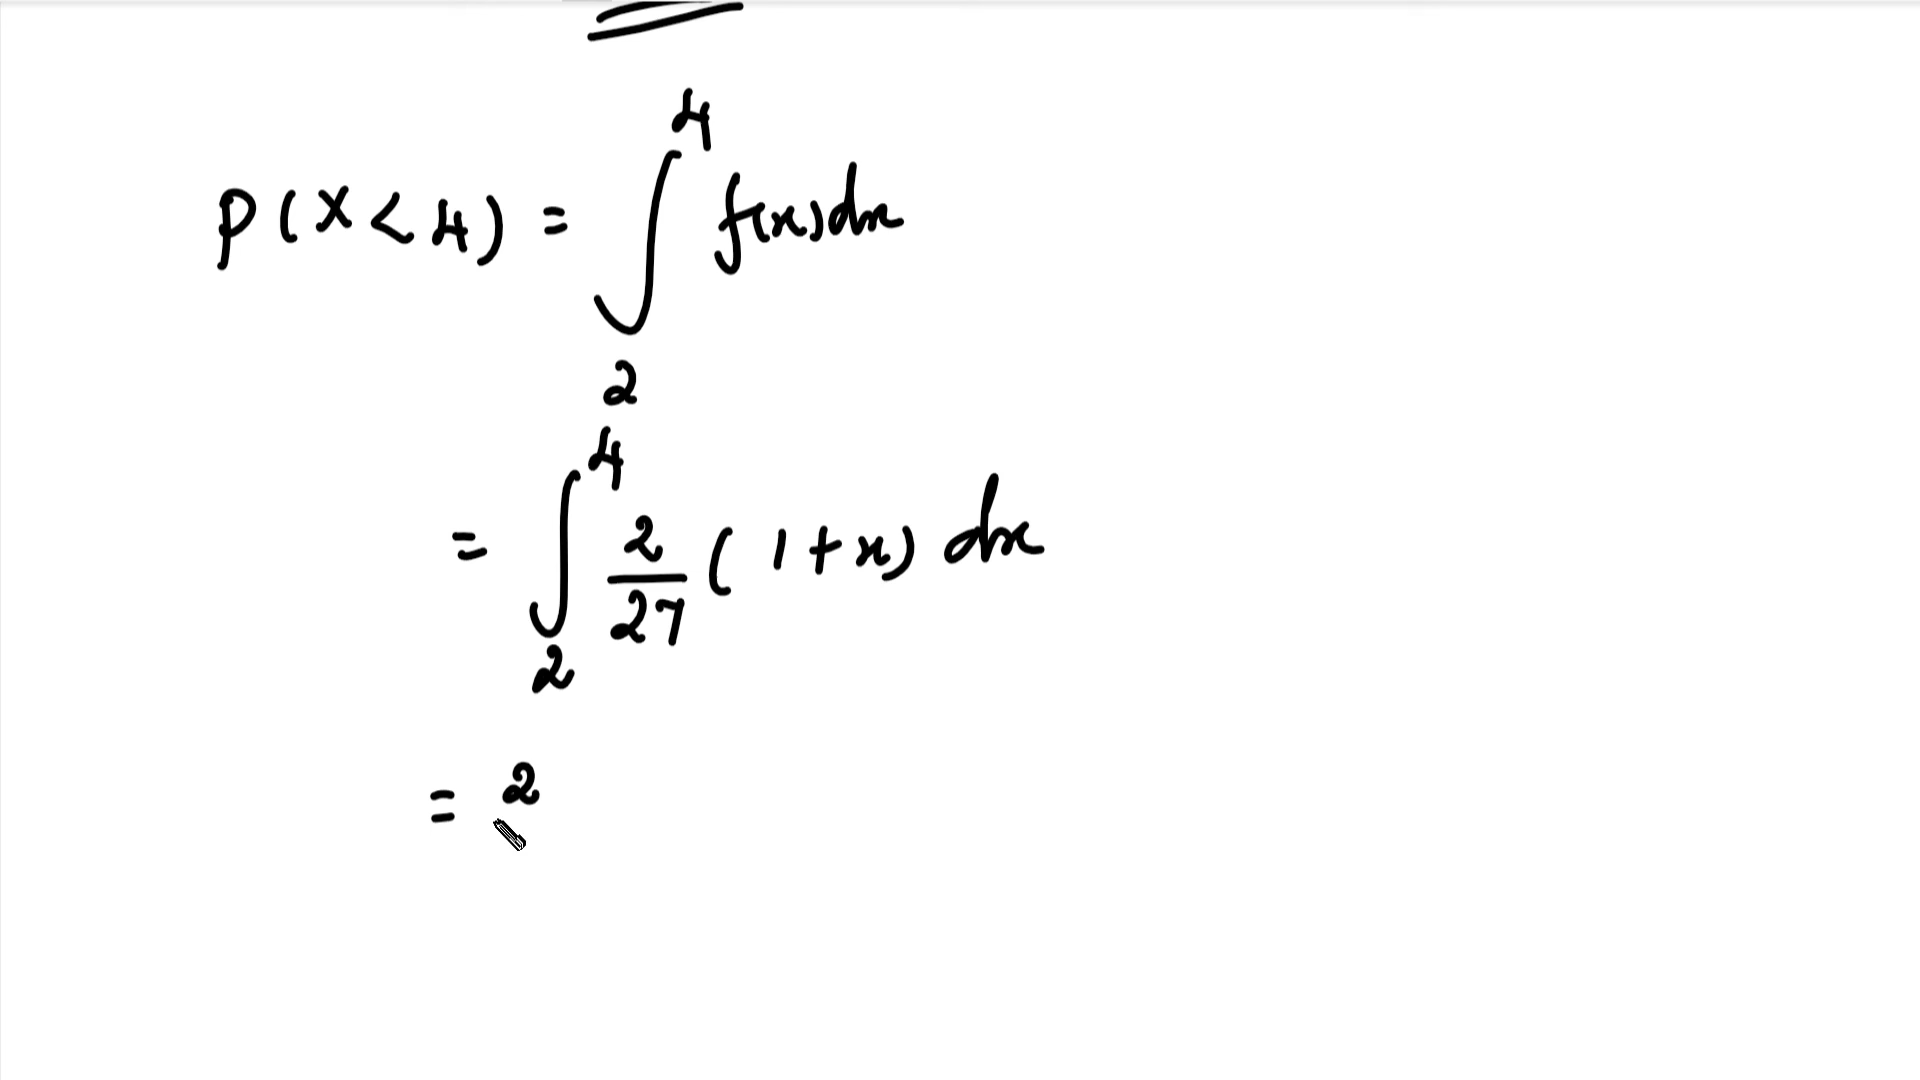 P(X<4) = ∫₂⁴ f(x)dx
= ∫₂⁴ 2/27 (1+x) dx
= 2